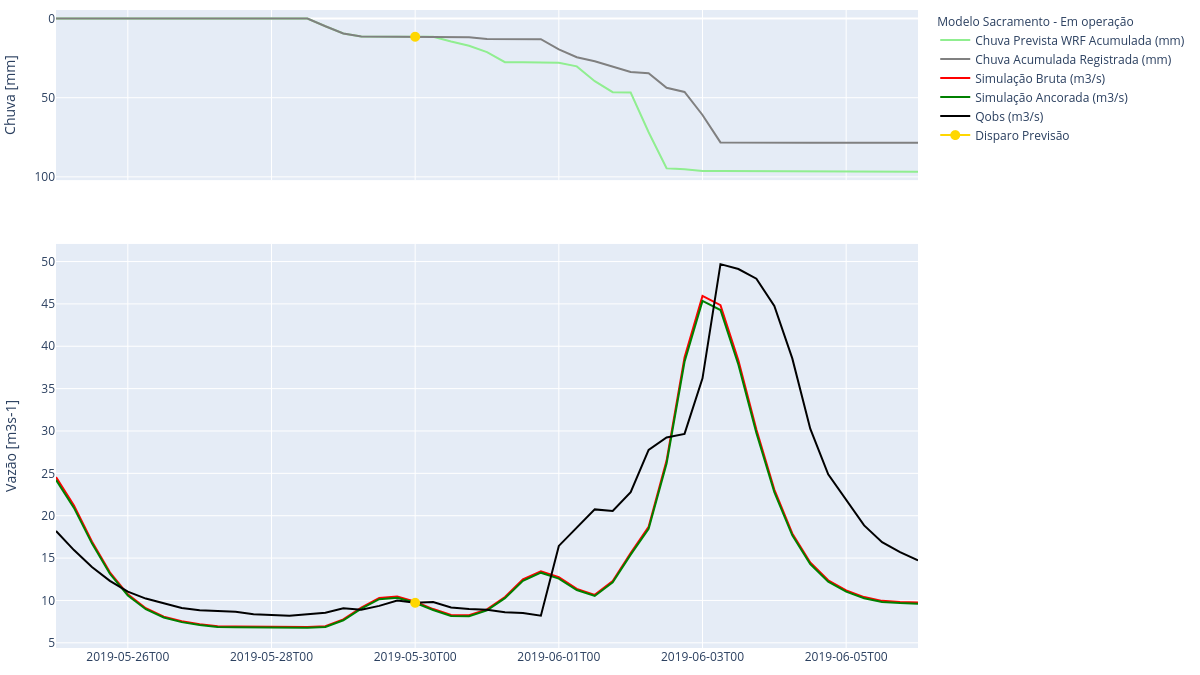 0
50
100
Chuva [mm]
Modelo Sacramento - Em operação
Chuva Prevista WRF Acumulada (mm)
Chuva Acumulada Registrada (mm)
Simulação Bruta (m3/s)
Simulação Ancorada (m3/s)
Qobs (m3/s)
Disparo Previsão
50
45
40
35
30
25
20
15
10
5
Vazão [m3s-1]
2019-05-26T00
2019-05-28T00
2019-05-30T00
2019-06-01T00
2019-06-03T00
2019-06-05T00